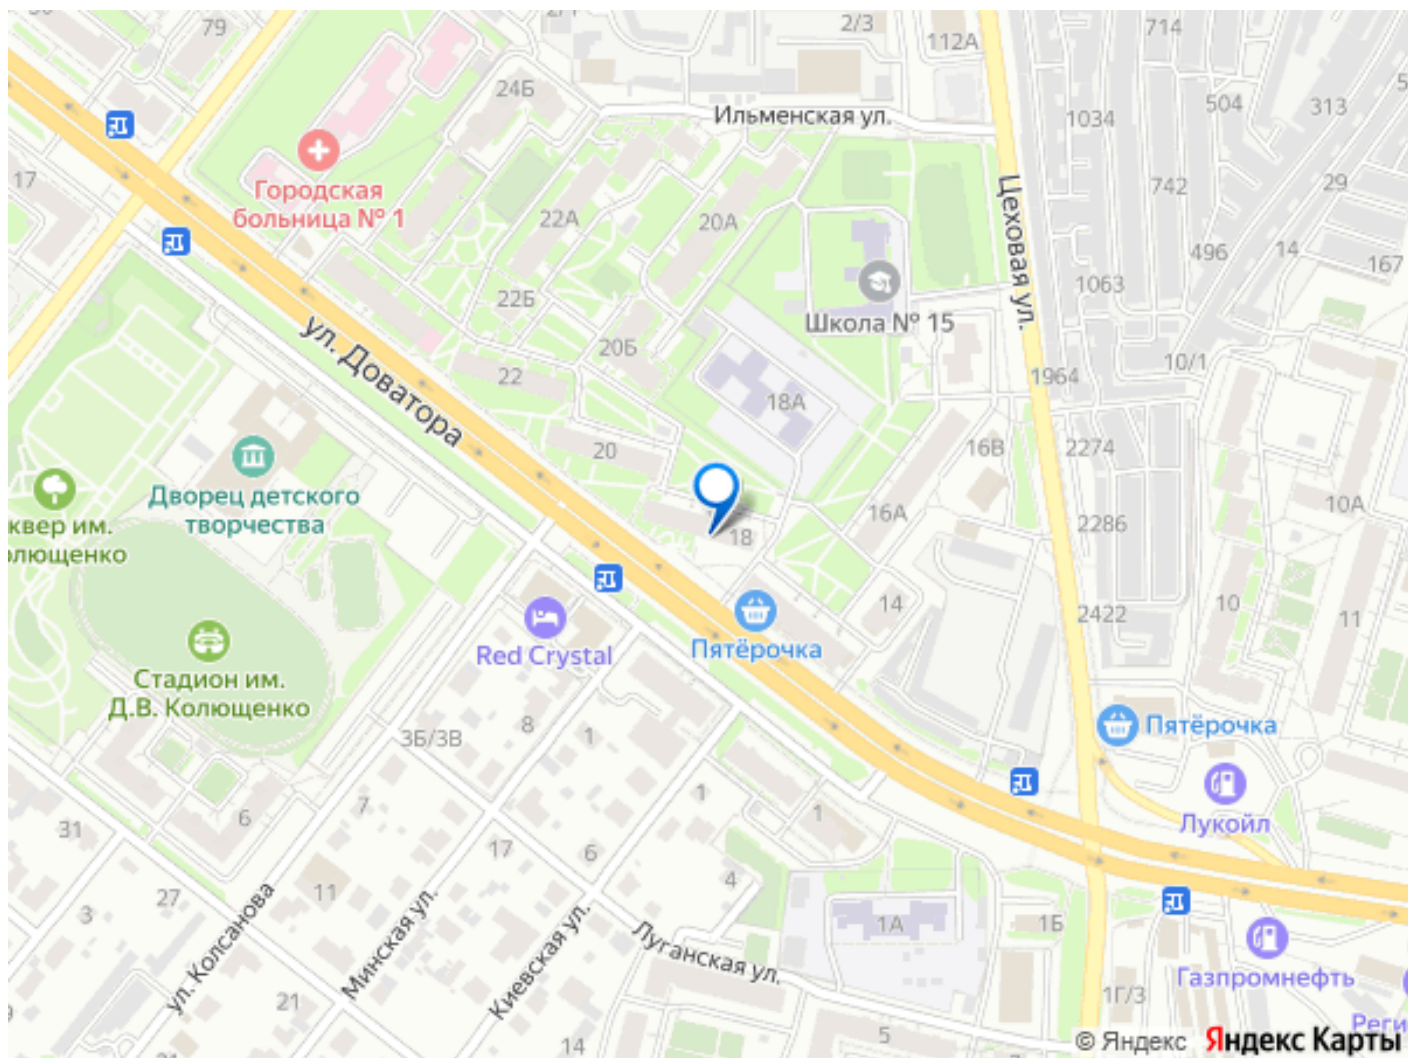 79
2/3
112А
714
24Б
504
313
Ильменская ул.
1034
17
Городская
больница № 1
22А
20А
742
29
Цеховая ул.
496
14
167
22Б
1063
Школа № 15
ул. Доватора
20Б
22
18А
1964
10/1
20
16В
2274
Дворец детского
творчества
16А
10А
квер им.
олющенко
18
2286
14
10
11
2422
Red Crystal
Пятёрочка
Стадион им.
Д.В. Колющенко
8
1
3Б/3В
Пятёрочка
7
1
1
6
31
Лукойл
17
6
4
11
27
3
1А
1Б
ул. Колсанова
Минская ул.
Киевская ул.
Луганская ул.
21
Газпромнефть
1Г/3
Реги
14
5
© Яндекс
Яндекс Карты